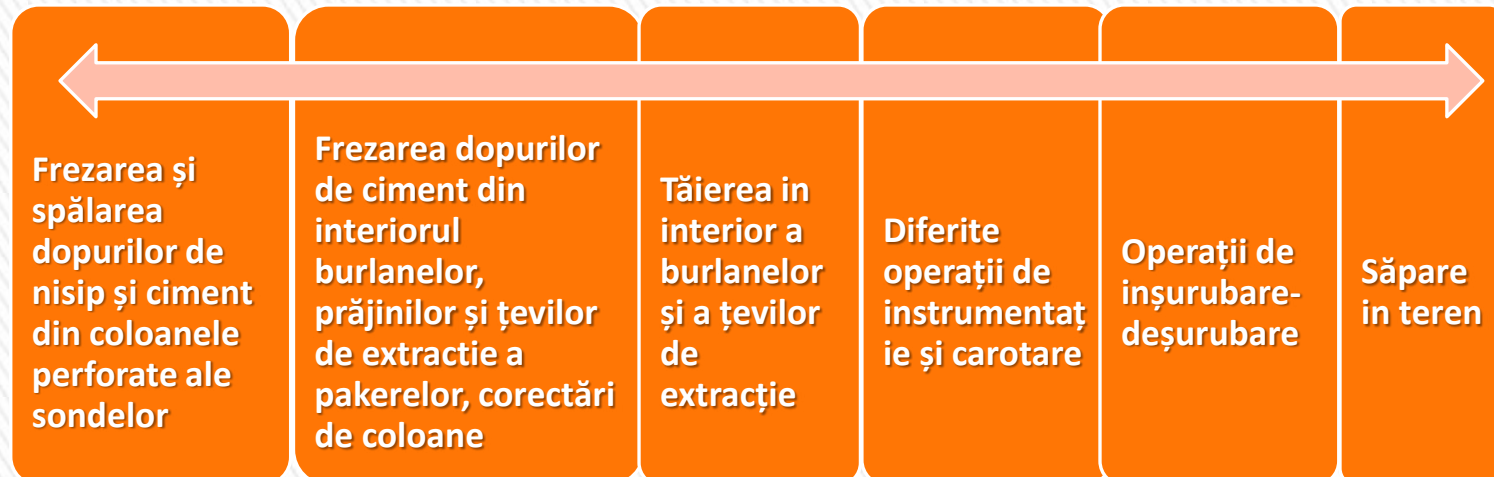 Frezarea și
spălarea
dopurilor de
nisip și ciment
din coloanele
perforate ale
sondelor
Frezarea dopurilor
de ciment din
interiorul
burlanelor,
prăjinilor și țevilor
de extractie a
pakerelor, corectări
de coloane
Tăierea in
interior a
burlanelor
și a țevilor
de
extracție
Diferite
operații de
instrumentaț
ie și carotare
Operații de
inșurubare-
deșurubare
Săpare
in teren